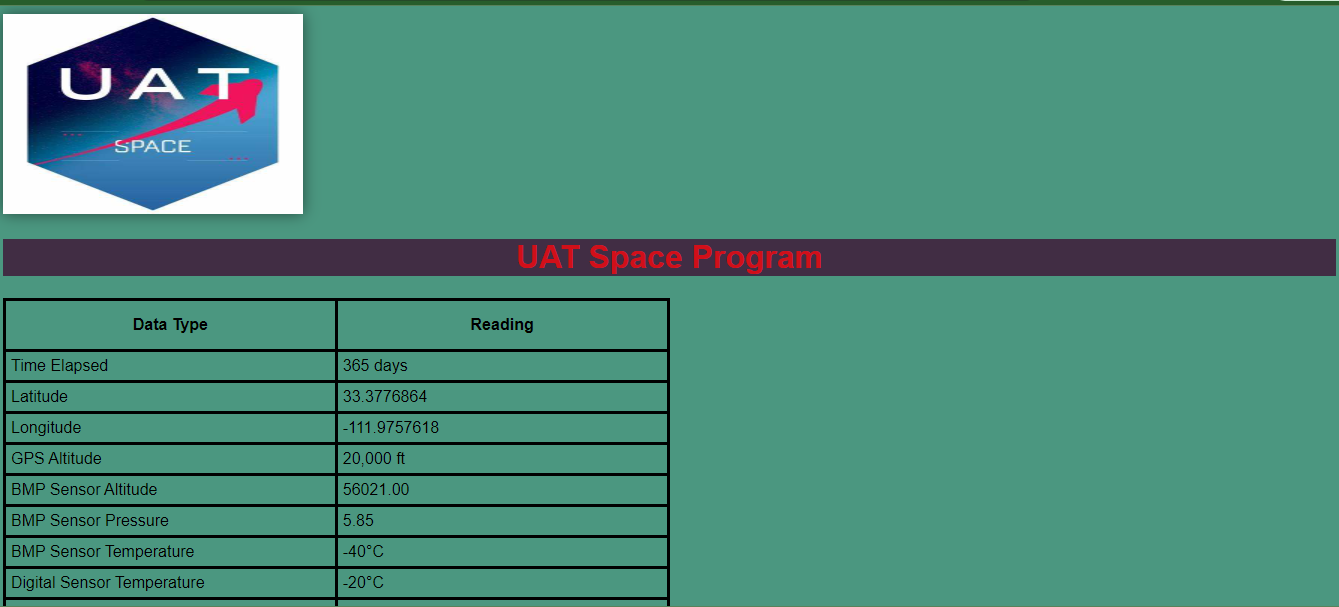 UAT
SPACE
UAT Space Program
Data Type Reading
Time Elapsed 365 days
Latitude 33.3776864
Longitude -111.9757618
GPS Altitude 20,000 ft
BMP Sensor Altitude 56021.00
BMP Sensor Pressure 5.85
BMP Sensor Temperature -40°C
Digital Sensor Temperature -20°C